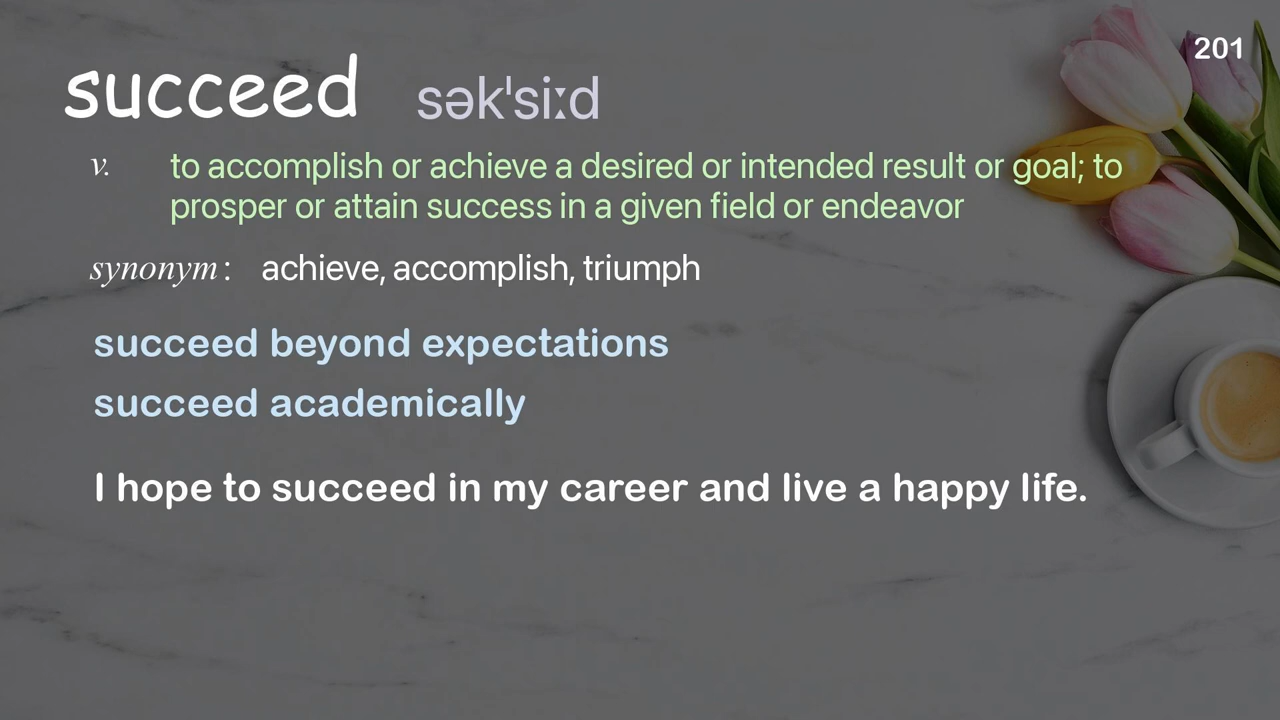 201
succeed səkˈsiːd
v. to accomplish or achieve a desired or intended result or goal; to
prosper or attain success in a given field or endeavor
synonym: achieve, accomplish, triumph
succeed beyond expectations
succeed academically
I hope to succeed in my career and live a happy life.